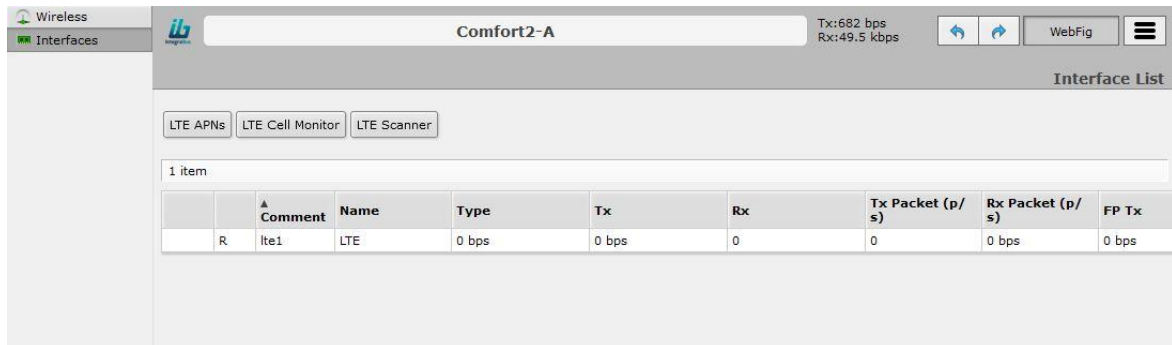 Wireless
Interfaces
Comfort2-A
Tx:682 bps
Rx:49.5 kbps
WebFig
Interface List
LTE APNs LTE Cell Monitor LTE Scanner
1 item
Comment Name Type Tx Rx Tx Packet (p/s) Rx Packet (p/s) FP Tx
R lte1 LTE 0 bps 0 bps 0 0 0 bps 0 bps